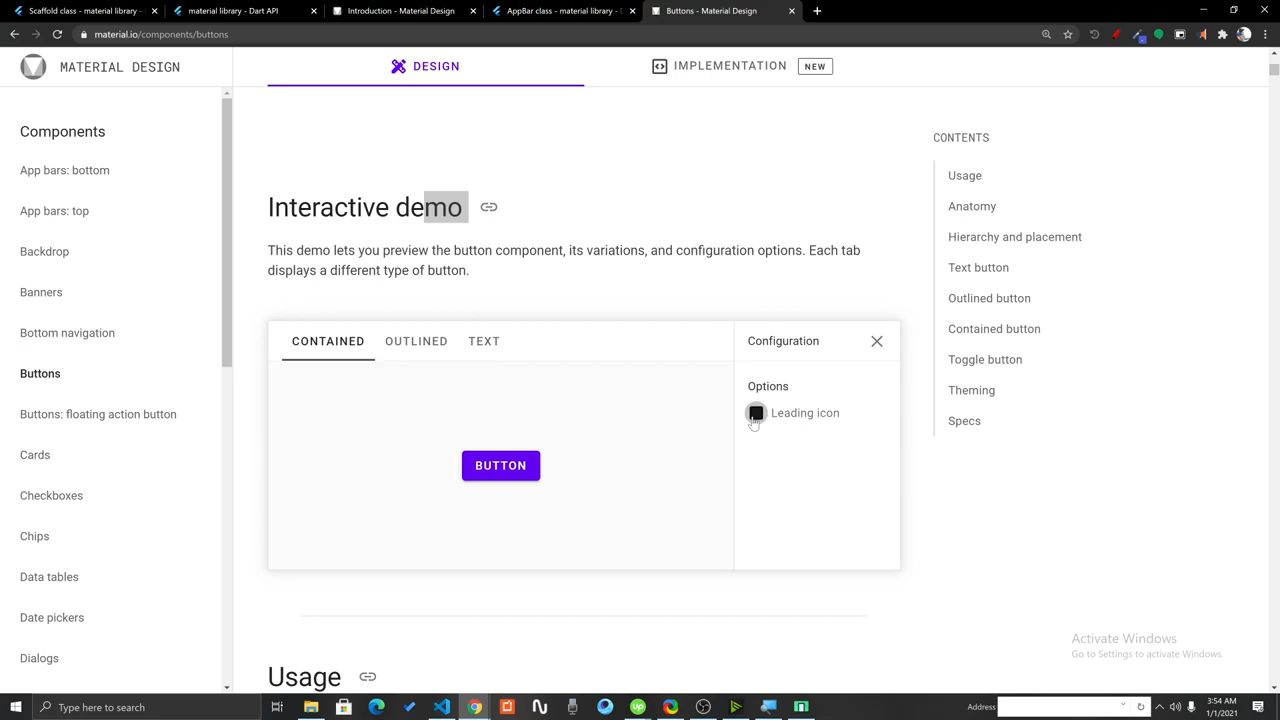 Scaffold class - material library
material library - Dart API
Introduction - Material Design
AppBar class - material library - D
Buttons - Material Design
material.io/components/buttons
MATERIAL DESIGN
DESIGN
IMPLEMENTATION NEW
Components
App bars: bottom
App bars: top
Backdrop
Banners
Bottom navigation
Buttons
Buttons: floating action button
Cards
Checkboxes
Chips
Data tables
Date pickers
Dialogs
Interactive demo
This demo lets you preview the button component, its variations, and configuration options. Each tab
displays a different type of button.
CONTAINED OUTLINED TEXT
Configuration
Options
Leading icon
BUTTON
Usage
CONTENTS
Usage
Anatomy
Hierarchy and placement
Text button
Outlined button
Contained button
Toggle button
Theming
Specs
Activate Windows
Go to Settings to activate Windows.
Type here to search
Address
3:54 AM
1/1/2021